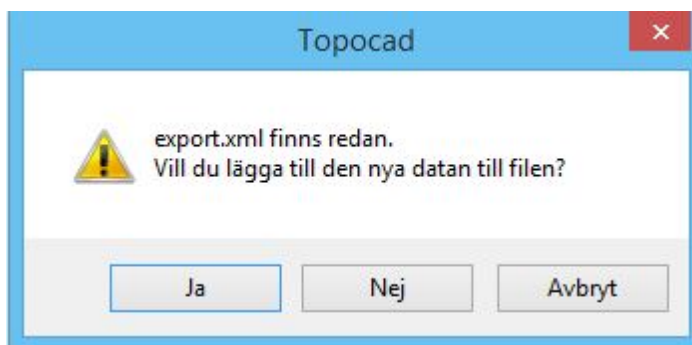 Topocad
export.xml finns redan.
Vill du lägga till den nya datan till filen?
Ja
Nej
Avbryt